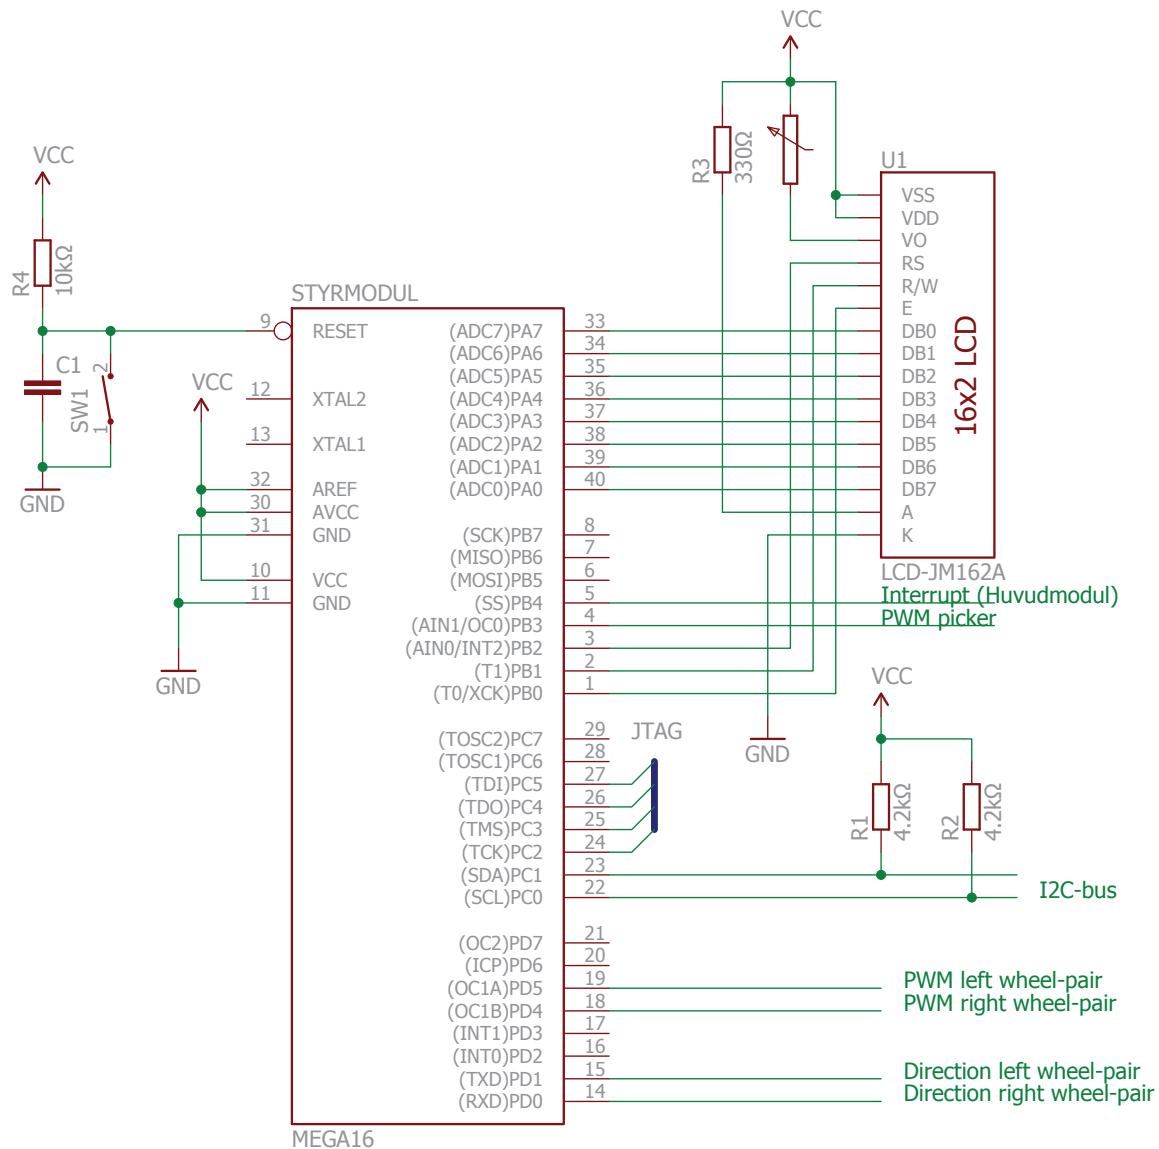 VCC
R3
330Ω
U1
VSS
VDD
VO
RS
R/W
E
DB0
DB1
DB2
DB3
DB4
DB5
DB6
DB7
A
K
16x2 LCD
LCD-JM162A
VCC
R4
10kΩ
C1
SW1
2
1
GND
VCC
GND
STYRMODUL
9 RESET
12 XTAL2
13 XTAL1
32 AREF
30 AVCC
31 GND
10 VCC
11 GND
(ADC7)PA7 33
(ADC6)PA6 34
(ADC5)PA5 35
(ADC4)PA4 36
(ADC3)PA3 37
(ADC2)PA2 38
(ADC1)PA1 39
(ADC0)PA0 40
(SCK)PB7 8
(MISO)PB6 7
(MOSI)PB5 6
(SS)PB4 5
(AIN1/OC0)PB3 4
(AIN0/INT2)PB2 3
(T1)PB1 2
(T0/XCK)PB0 1
(TOSC2)PC7 29
(TOSC1)PC6 28
(TDI)PC5 27
(TDO)PC4 26
(TMS)PC3 25
(TCK)PC2 24
(SDA)PC1 23
(SCL)PC0 22
(OC2)PD7 21
(ICP)PD6 20
(OC1A)PD5 19
(OC1B)PD4 18
(INT1)PD3 17
(INT0)PD2 16
(TXD)PD1 15
(RXD)PD0 14
MEGA16
Interrupt (Huvudmodul)
PWM picker
JTAG
GND
VCC
R1
4.2kΩ
R2
4.2kΩ
I2C-bus
PWM left wheel-pair
PWM right wheel-pair
Direction left wheel-pair
Direction right wheel-pair